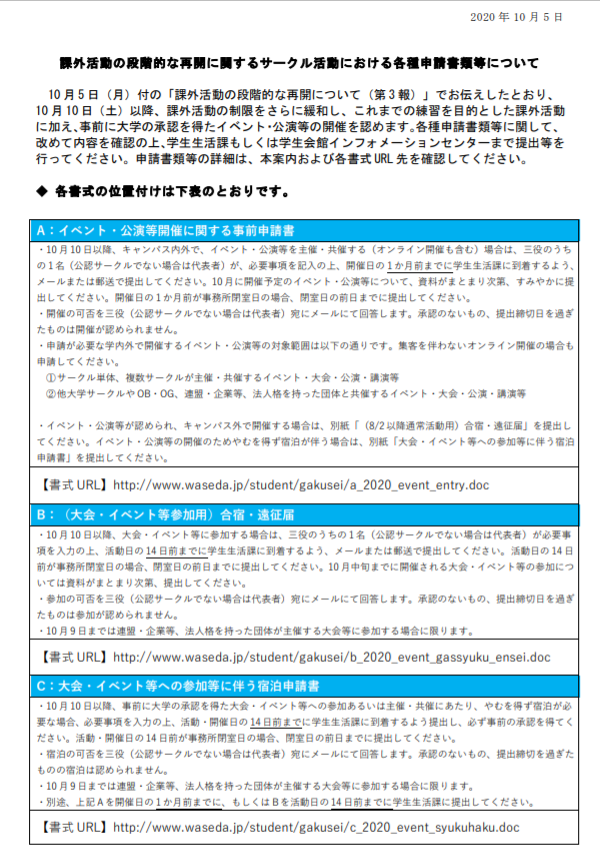 2020 年 10 月 5 日
課外活動の段階的な再開に関するサークル活動における各種申請書類等について
10 月 5 日（月）付の「課外活動の段階的な再開について（第 3 報）」でお伝えしたとおり、
10 月 10 日（土）以降、課外活動の制限をさらに緩和し、これまでの練習を目的とした課外活動
に加え、事前に大学の承認を得たイベント・公演等の開催を認めます。各種申請書類等に関して、
改めて内容を確認の上、学生生活課もしくは学生会館インフォメーションセンターまで提出等を
行ってください。申請書類等の詳細は、本案内および各書式 URL 先を確認してください。
◆ 各書式の位置付けは下表のとおりです。
A：イベント・公演等開催に関する事前申請書
・10 月 10 日以降、キャンパス内外で、イベント・公演等を主催・共催する（オンライン開催も含む）場合は、三役のうち
の 1 名（公認サークルでない場合は代表者）が、必要事項を記入の上、開催日の 1 か月前までに学生生活課に到着するよう、
メールまたは郵送で提出してください。10 月に開催予定のイベント・公演等について、資料がまとまり次第、すみやかに提
出してください。開催日の 1 か月前が事務所閉室日の場合、閉室日の前日までに提出してください。
・開催の可否を三役（公認サークルでない場合は代表者）宛にメールにて回答します。承認のないもの、提出締切日を過ぎ
たものは開催が認められません。
・申請が必要な学内外で開催するイベント・公演等の対象範囲は以下の通りです。集客を伴わないオンライン開催の場合も
申請してください。
①サークル単体、複数サークルが主催・共催するイベント・大会・公演・講演等
②他大学サークルや OB・OG、連盟・企業等、法人格を持った団体と共催するイベント・大会・公演・講演等
・イベント・公演等が認められ、キャンパス外で開催する場合は、別紙「（8/2 以降通常活動用）合宿・遠征届」を提出し
てください。イベント・公演等の開催のためやむを得ず宿泊が伴う場合は、別紙「大会・イベント等への参加等に伴う宿泊
申請書」を提出してください。
【書式 URL】http://www.waseda.jp/student/gakusei/a_2020_event_entry.doc
B：（大会・イベント等参加用）合宿・遠征届
・10 月 10 日以降、大会・イベント等に参加する場合は、三役のうちの 1 名（公認サークルでない場合は代表者）が必要事
項を入力の上、活動日の 14 日前までに学生生活課に到着するよう、メールまたは郵送で提出してください。活動日の 14 日
前が事務所閉室日の場合、閉室日の前日までに提出してください。10 月中旬までに開催される大会・イベント等の参加につ
いては資料がまとまり次第、提出してください。
・参加の可否を三役（公認サークルでない場合は代表者）宛にメールにて回答します。承認のないもの、提出締切日を過ぎ
たものは参加が認められません。
・10 月 9 日までは連盟・企業等、法人格を持った団体が主催する大会等に参加する場合に限ります。
【書式 URL】http://www.waseda.jp/student/gakusei/b_2020_event_gassyuku_ensei.doc
C：大会・イベント等への参加等に伴う宿泊申請書
・10 月 10 日以降、事前に大学の承認を得た大会・イベント等への参加あるいは主催・共催にあたり、やむを得ず宿泊が必
要な場合、必要事項を入力の上、活動・開催日の 14 日前までに学生生活課に到着するよう提出し、必ず事前の承認を得てく
ださい。活動・開催日の 14 日前が事務所閉室日の場合、閉室日の前日までに提出してください。
・宿泊の可否を三役（公認サークルでない場合は代表者）宛にメールにて回答します。承認のないもの、提出締切を過ぎた
ものの宿泊は認められません。
・10 月 9 日までは連盟・企業等、法人格を持った団体が主催する大会等に参加する場合に限ります。
・別途、上記 A を開催日の 1 か月前までに、もしくは B を活動日の 14 日前までに学生生活課に提出してください。
【書式 URL】http://www.waseda.jp/student/gakusei/c_2020_event_syukuhaku.doc